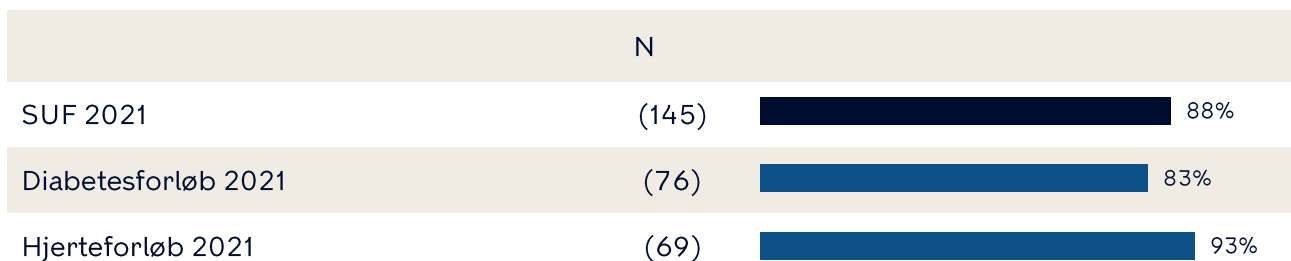 N
SUF 2021 (145) 88%
Diabetesforløb 2021 (76) 83%
Hjerteforløb 2021 (69) 93%